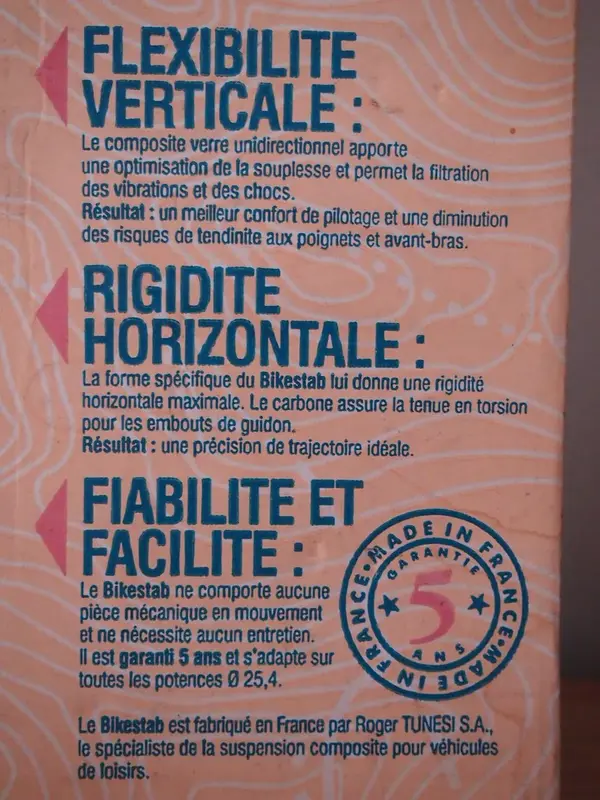 FLEXIBILITE
VERTICALE :
Le composite verre unidirectionnel apporte
une optimisation de la souplesse et permet la filtration
des vibrations et des chocs.
Résultat : un meilleur confort de pilotage et une diminution
des risques de tendinite aux poignets et avant-bras.
RIGIDITE
HORIZONTALE :
La forme spécifique du Bikestab lui donne une rigidité
horizontale maximale. Le carbone assure la tenue en torsion
pour les embouts de guidon.
Résultat : une précision de trajectoire idéale.
FIABILITE ET
FACILITE :
Le Bikestab ne comporte aucune
pièce mécanique en mouvement
et ne nécessite aucun entretien.
Il est garanti 5 ans et s'adapte sur
toutes les potences Ø 25,4.
MADE IN FRANCE • MADE IN FRANCE •
GARANTIE
5
ANS
Le Bikestab est fabriqué en France par Roger TUNESI S.A.,
le spécialiste de la suspension composite pour véhicules
de loisirs.